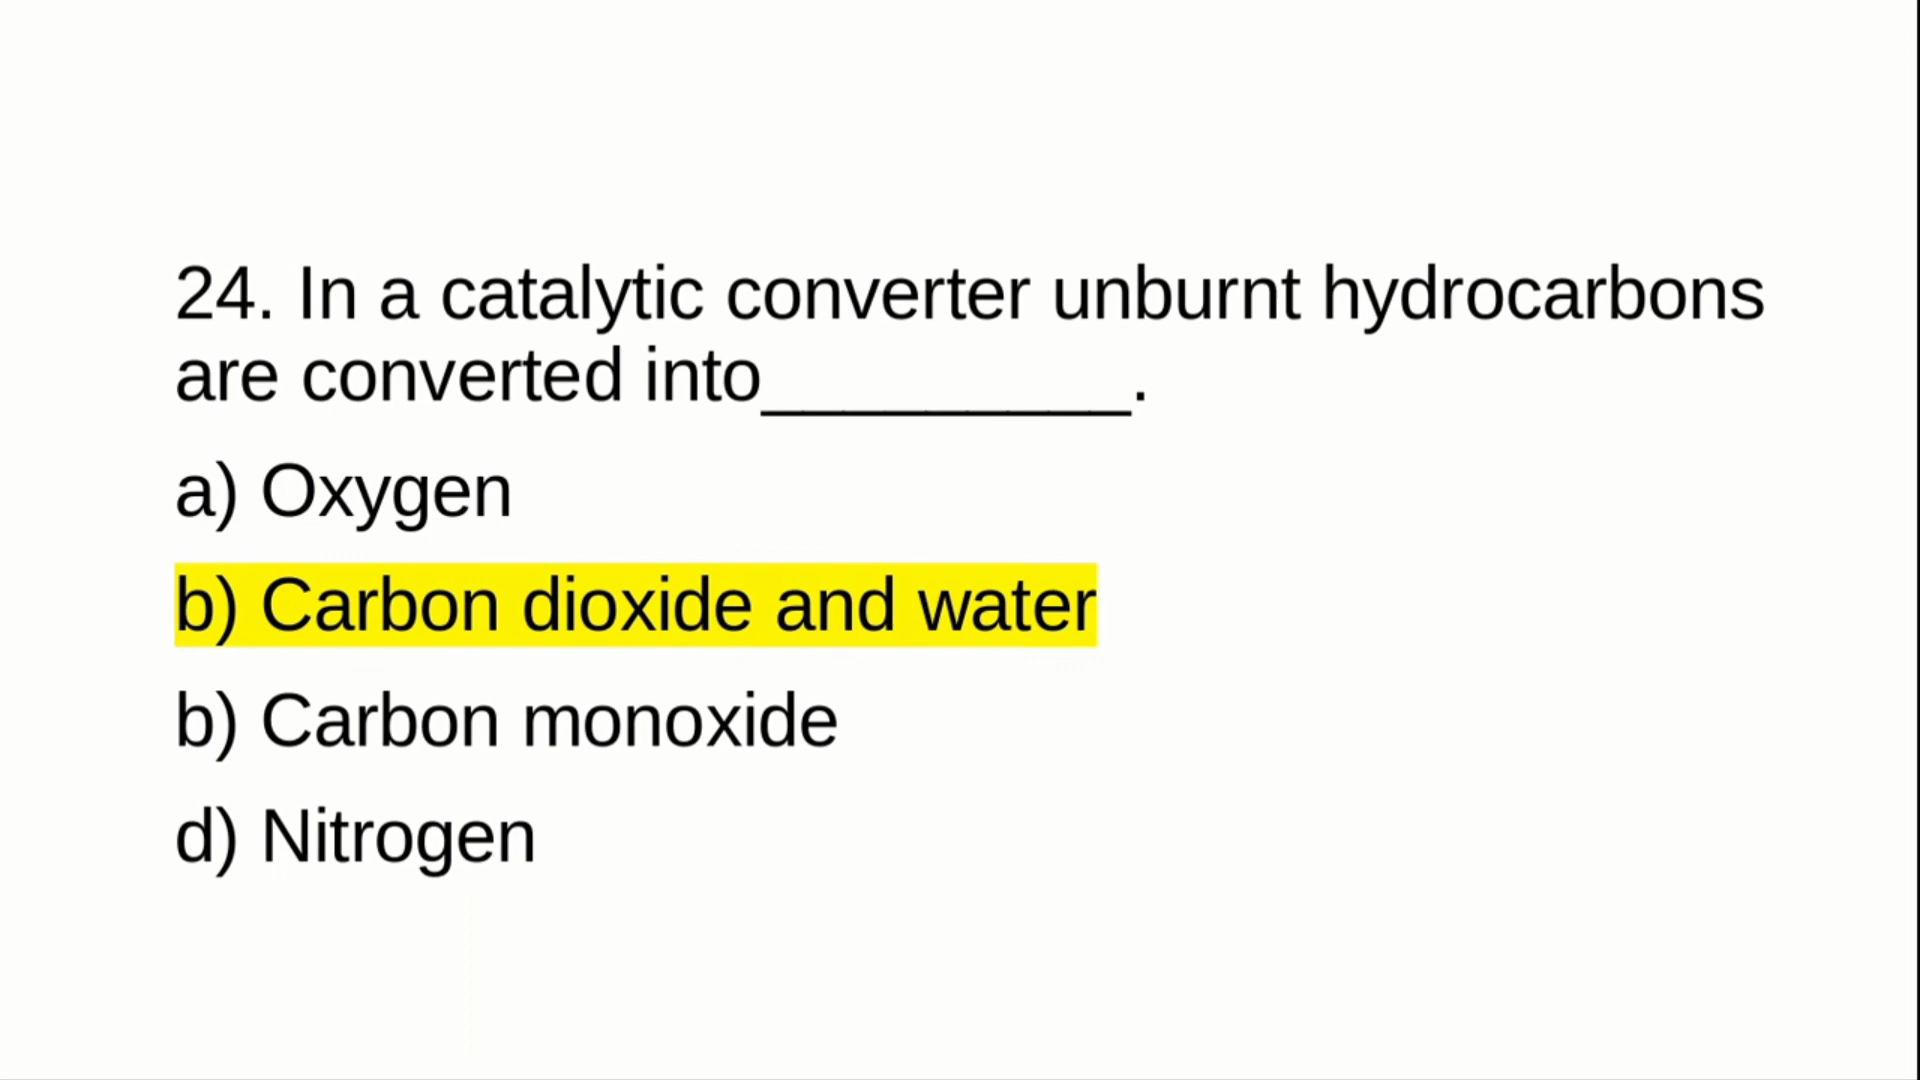 24. In a catalytic converter unburnt hydrocarbons
are converted into_________.
a) Oxygen
b) Carbon dioxide and water
b) Carbon monoxide
d) Nitrogen